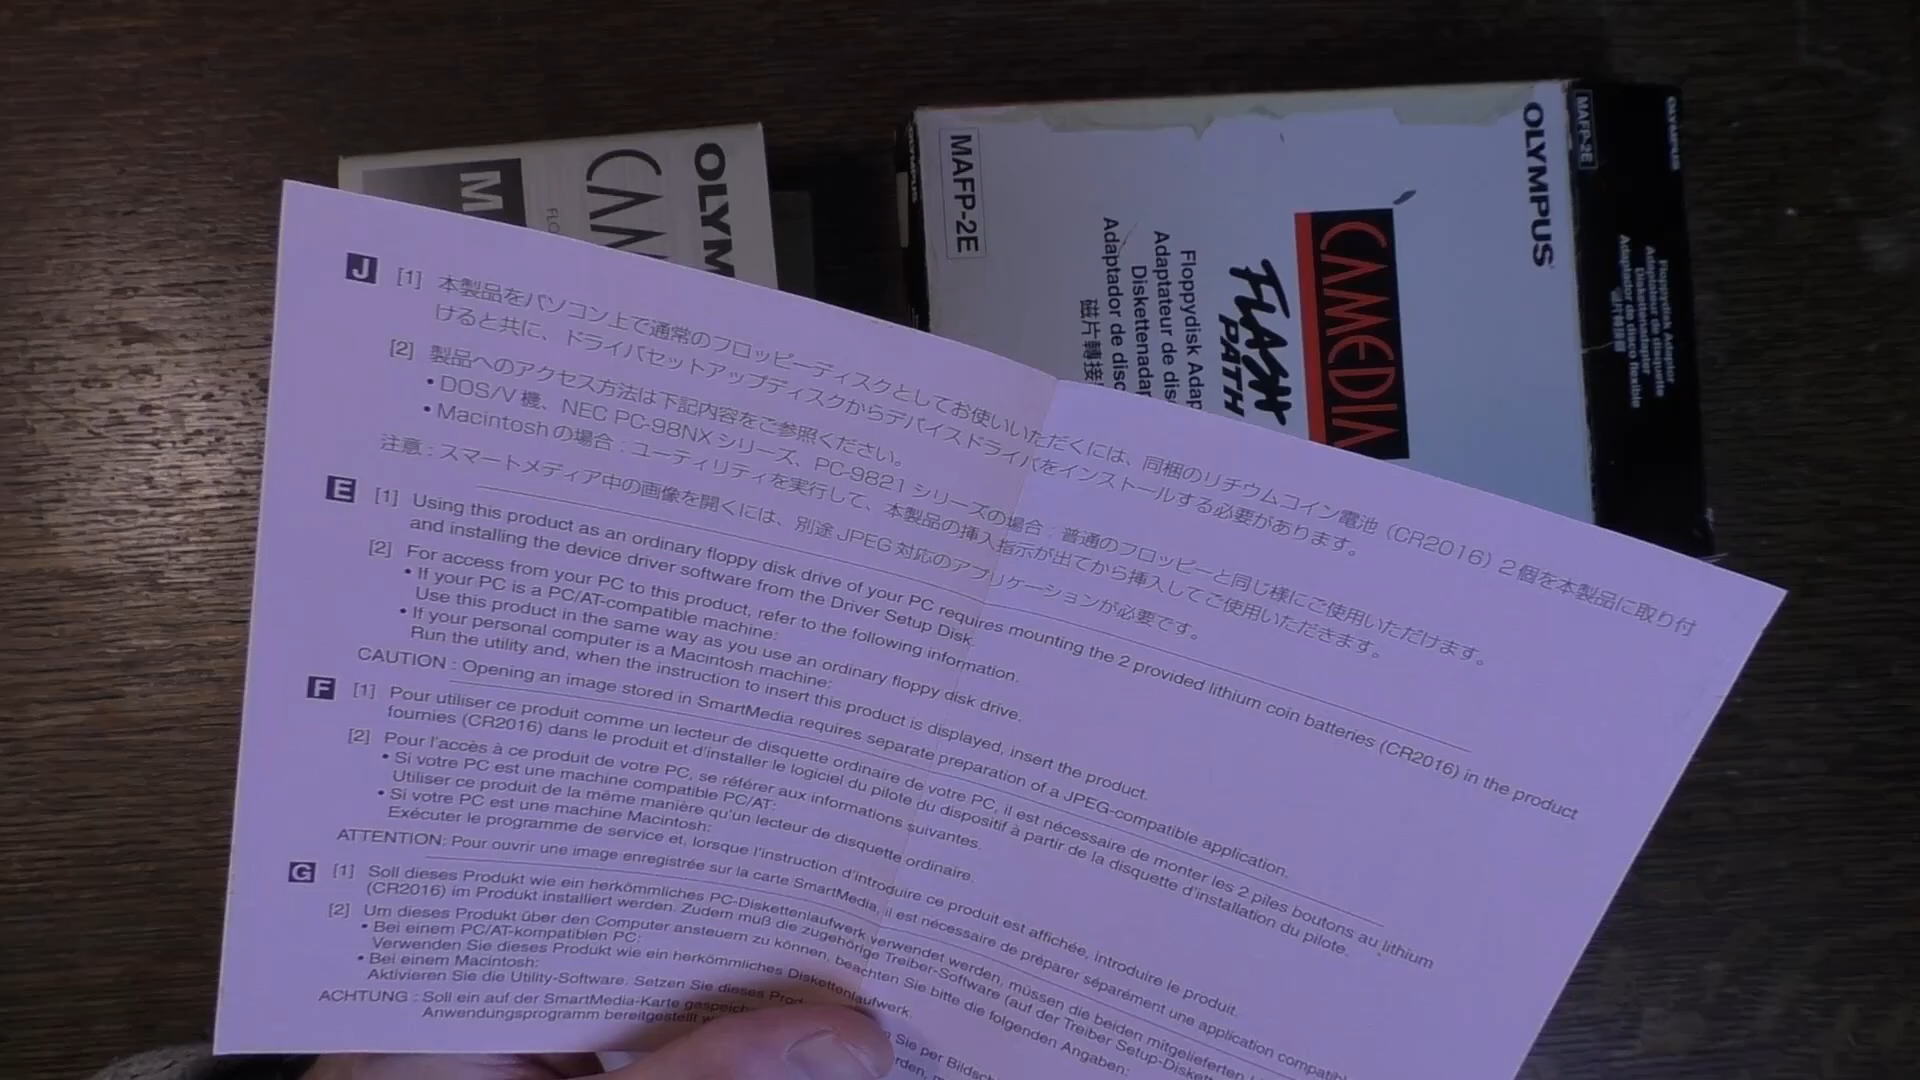 OLYM
CAM
M
FLO
OLYMPUS
MAFP-2E
OLYMPUS
CAMEDIA
FLASH
PATH
Floppydisk Adap
Adaptateur de dis
Diskettenadap
Adaptador de disc
磁片轉接
MAFP-2E
OLYMPUS
Floppydisk Adaptor
Adaptateur de disquette
Diskettenadapter
Adaptador de disco flexible
J
[1] 本製品をパソコン上で通常のフロッピーディスクとしてお使いいただくには、同梱のリチウムコイン電池（CR2016）2個を本製品に取り付
けると共に、ドライバセットアップディスクからデバイスドライバをインストールする必要があります。
[2] 製品へのアクセス方法は下記内容をご参照ください。
• DOS/V 機、NEC PC-98NX シリーズ、PC-9821 シリーズの場合：普通のフロッピーと同じ様にご使用いただけます。
• Macintosh の場合：ユーティリティを実行して、本製品の挿入指示が出てから挿入してご使用いただきます。
注意：スマートメディア中の画像を開くには、別途 JPEG 対応のアプリケーションが必要です。
E
[1] Using this product as an ordinary floppy disk drive of your PC requires mounting the 2 provided lithium coin batteries (CR2016) in the product
and installing the device driver software from the Driver Setup Disk.
[2] For access from your PC to this product, refer to the following information.
• If your PC is a PC/AT-compatible machine:
Use this product in the same way as you use an ordinary floppy disk drive.
• If your personal computer is a Macintosh machine:
Run the utility and, when the instruction to insert this product is displayed, insert the product.
CAUTION : Opening an image stored in SmartMedia requires separate preparation of a JPEG-compatible application.
F
[1] Pour utiliser ce produit comme un lecteur de disquette ordinaire de votre PC, il est nécessaire de monter les 2 piles boutons au lithium
fournies (CR2016) dans le produit et d'installer le logiciel du pilote du dispositif à partir de la disquette d'installation du pilote.
[2] Pour l'accès à ce produit de votre PC, se référer aux informations suivantes.
• Si votre PC est une machine compatible PC/AT:
Utiliser ce produit de la même manière qu'un lecteur de disquette ordinaire.
• Si votre PC est une machine Macintosh:
Exécuter le programme de service et, lorsque l'instruction d'introduire ce produit est affichée, introduire le produit.
ATTENTION: Pour ouvrir une image enregistrée sur la carte SmartMedia, il est nécessaire de préparer séparément une application compatibl
G
[1] Soll dieses Produkt wie ein herkömmliches PC-Diskettenlaufwerk verwendet werden, müssen die beiden mitgelieferten
(CR2016) im Produkt installiert werden. Zudem muß die zugehörige Treiber-Software (auf der Treiber Setup-Diskett
[2] Um dieses Produkt über den Computer ansteuern zu können, beachten Sie bitte die folgenden Angaben:
• Bei einem PC/AT-kompatiblen PC:
Verwenden Sie dieses Produkt wie ein herkömmliches Diskettenlaufwerk.
• Bei einem Macintosh:
Aktivieren Sie die Utility-Software. Setzen Sie dieses Prod n Sie per Bildsc
ACHTUNG : Soll ein auf der SmartMedia-Karte gespeich rden, m
Anwendungsprogramm bereitgestellt w